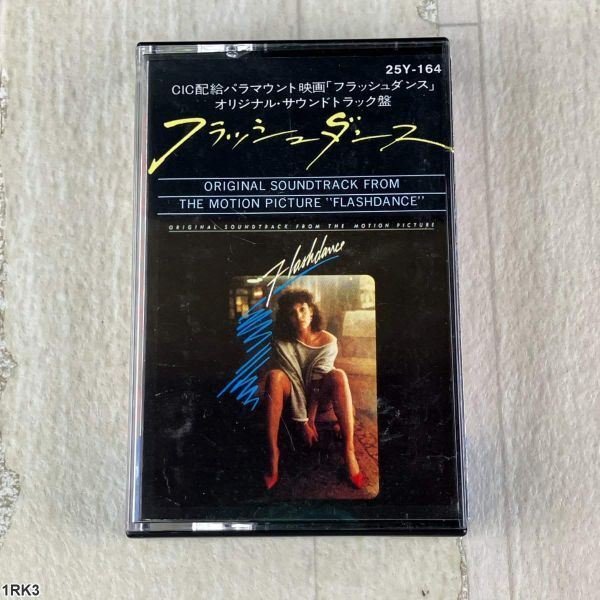 25Y-164
CIC配給パラマウント映画「フラッシュダンス」
オリジナル・サウンドトラック盤
フラッシュダンス
ORIGINAL SOUNDTRACK FROM
THE MOTION PICTURE "FLASHDANCE"
ORIGINAL SOUNDTRACK FROM THE MOTION PICTURE
Flashdance
1RK3